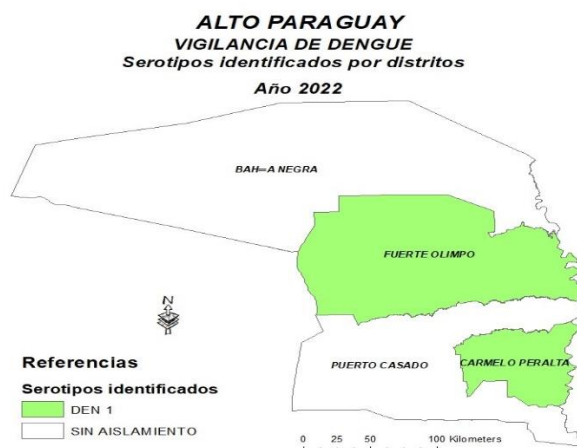 ALTO PARAGUAY
VIGILANCIA DE DENGUE
Serotipos identificados por distritos
Año 2022
BAH=A NEGRA
FUERTE OLIMPO
N
PUERTO CASADO
CARMELO PERALTA
Referencias
Serotipos identificados
DEN 1
SIN AISLAMIENTO
0 25 50 100 Kilometers